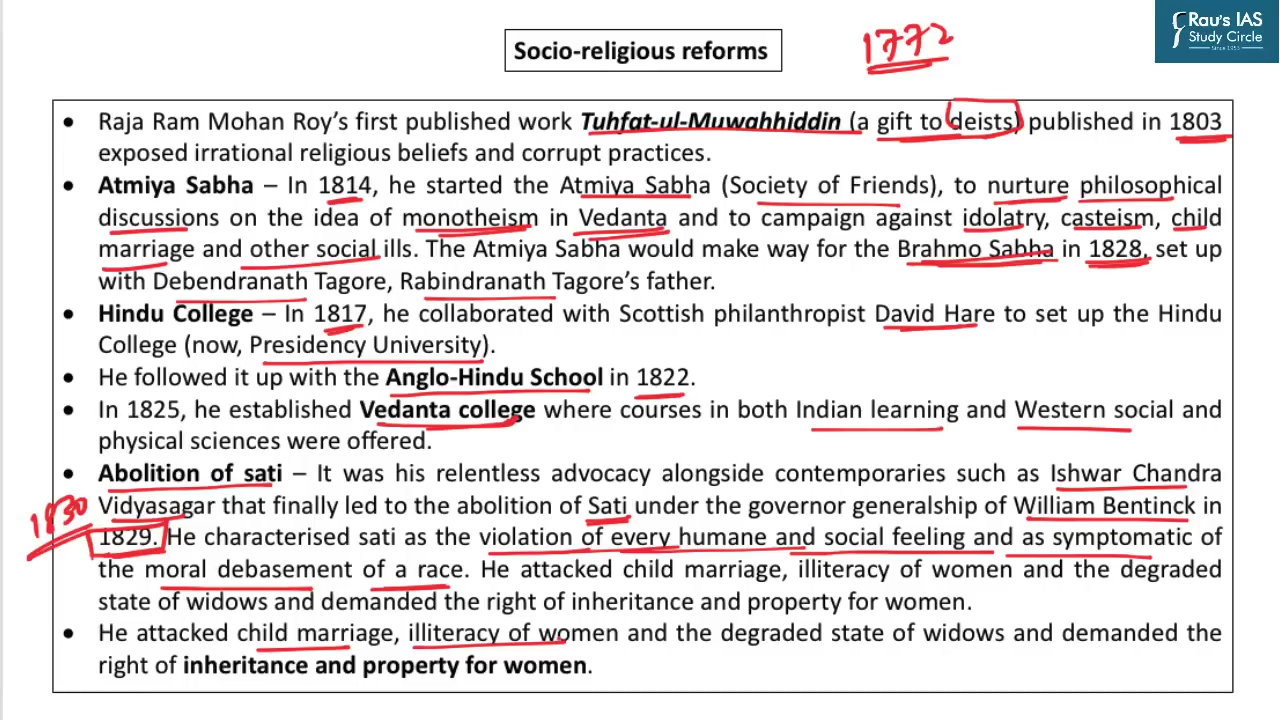 Socio-religious reforms
1772
Rau's IAS
Study Circle
Since 1953
• Raja Ram Mohan Roy's first published work Tuhfat-ul-Muwahhiddin (a gift to deists) published in 1803
exposed irrational religious beliefs and corrupt practices.
• Atmiya Sabha – In 1814, he started the Atmiya Sabha (Society of Friends), to nurture philosophical
discussions on the idea of monotheism in Vedanta and to campaign against idolatry, casteism, child
marriage and other social ills. The Atmiya Sabha would make way for the Brahmo Sabha in 1828, set up
with Debendranath Tagore, Rabindranath Tagore's father.
• Hindu College – In 1817, he collaborated with Scottish philanthropist David Hare to set up the Hindu
College (now, Presidency University).
• He followed it up with the Anglo-Hindu School in 1822.
• In 1825, he established Vedanta college where courses in both Indian learning and Western social and
physical sciences were offered.
• Abolition of sati – It was his relentless advocacy alongside contemporaries such as Ishwar Chandra
1830
Vidyasagar that finally led to the abolition of Sati under the governor generalship of William Bentinck in
1829. He characterised sati as the violation of every humane and social feeling and as symptomatic of
the moral debasement of a race. He attacked child marriage, illiteracy of women and the degraded
state of widows and demanded the right of inheritance and property for women.
• He attacked child marriage, illiteracy of women and the degraded state of widows and demanded the
right of inheritance and property for women.